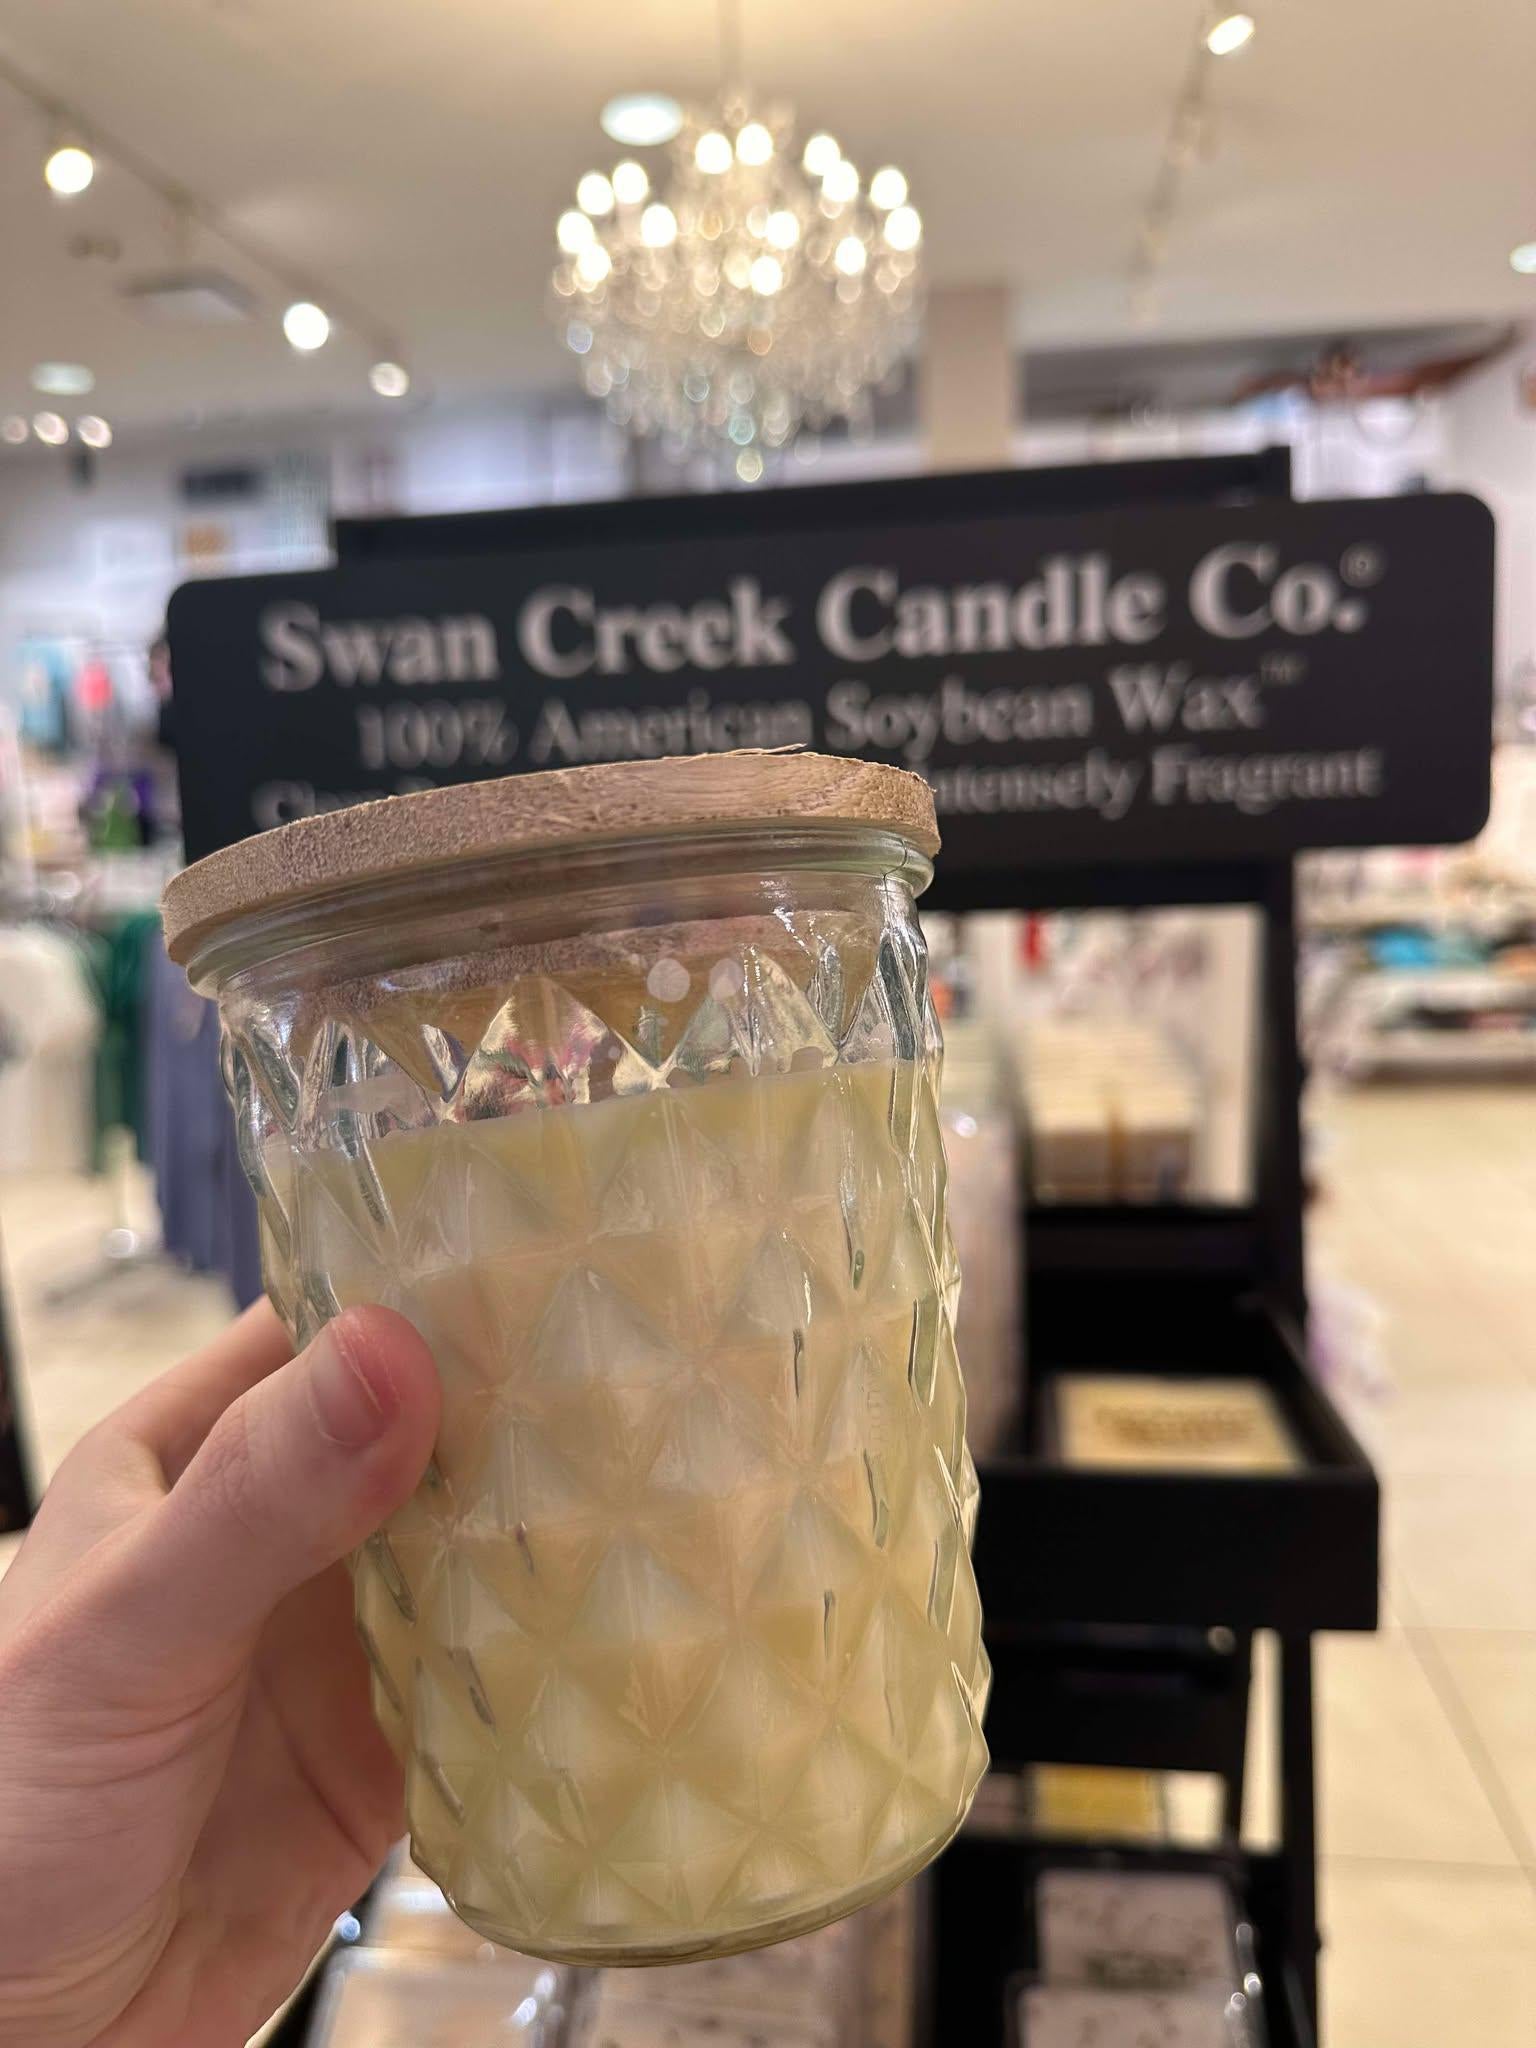 Swan Creek Candle Co.®
100% American Soybean Wax™
Intensely Fragrant